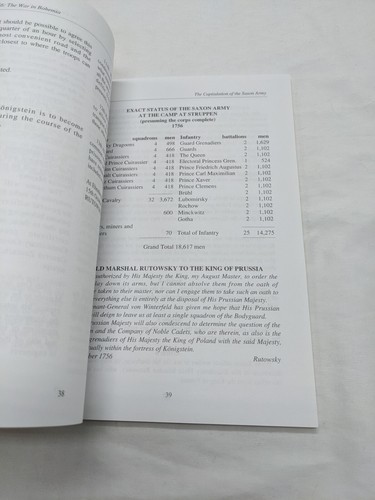 The War in Bohemia
should be possible to again this
quarter of an hour by selecting
most convenient road and the
closest to where the troops can
Königstein is to become
during the course of the
38
The Capitulation of the Saxon Army
EXACT STATUS OF THE SAXON ARMY
AT THE CAMP AT STRUPPEN
(presuming the corps complete)
1756
squadrons men Infantry battalions men
Dragoons 4 498 Guard Grenadiers 2 1,629
4 666 Guards 2 1,102
Cuirassiers 4 418 The Queen 2 1,102
Prince Cuirassier 4 418 Electoral Princess Gren. 1 524
Cuirassiers 4 418 Prince Friedrich Augustus 2 1,102
Cuirassiers 4 418 Prince Carl Maximilian 2 1,102
Cuirassiers 4 418 Prince Xaver 2 1,102
Cuirassiers 4 418 Prince Clemens 2 1,102
Brühl 2 1,102
Cavalry 32 3,672 Lubomirsky 2 1,102
Rochow 2 1,102
600 Minckwitz 2 1,102
Gotha 2 1,102
miners and
70 Total of Infantry 25 14,275
Grand Total 18,617 men
FIELD MARSHAL RUTOWSKY TO THE KING OF PRUSSIA
authorized by His Majesty the King, my August Master, to order the
lay down its arms, but I cannot absolve them from the oath of
taken to their master, nor can I engage them to take such an oath to
everything else is entirely at the disposal of His Prussian Majesty.
General von Winterfeld has given me hope that His Prussian
will deign to leave us at least a single squadron of the Bodyguard.
Prussian Majesty will also condescend to determine the question of the
and the Company of Noble Cadets, who are therein, as also is the
grenadiers of His Majesty the King of Poland with the said Majesty,
within the fortress of Königstein.
1756 Rutowsky
39